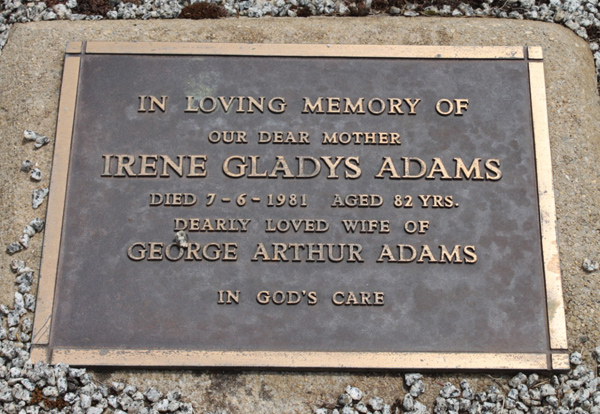 IN LOVING MEMORY OF
OUR DEAR MOTHER
IRENE GLADYS ADAMS
DIED 7-6-1981 AGED 82 YRS.
DEARLY LOVED WIFE OF
GEORGE ARTHUR ADAMS
IN GOD'S CARE